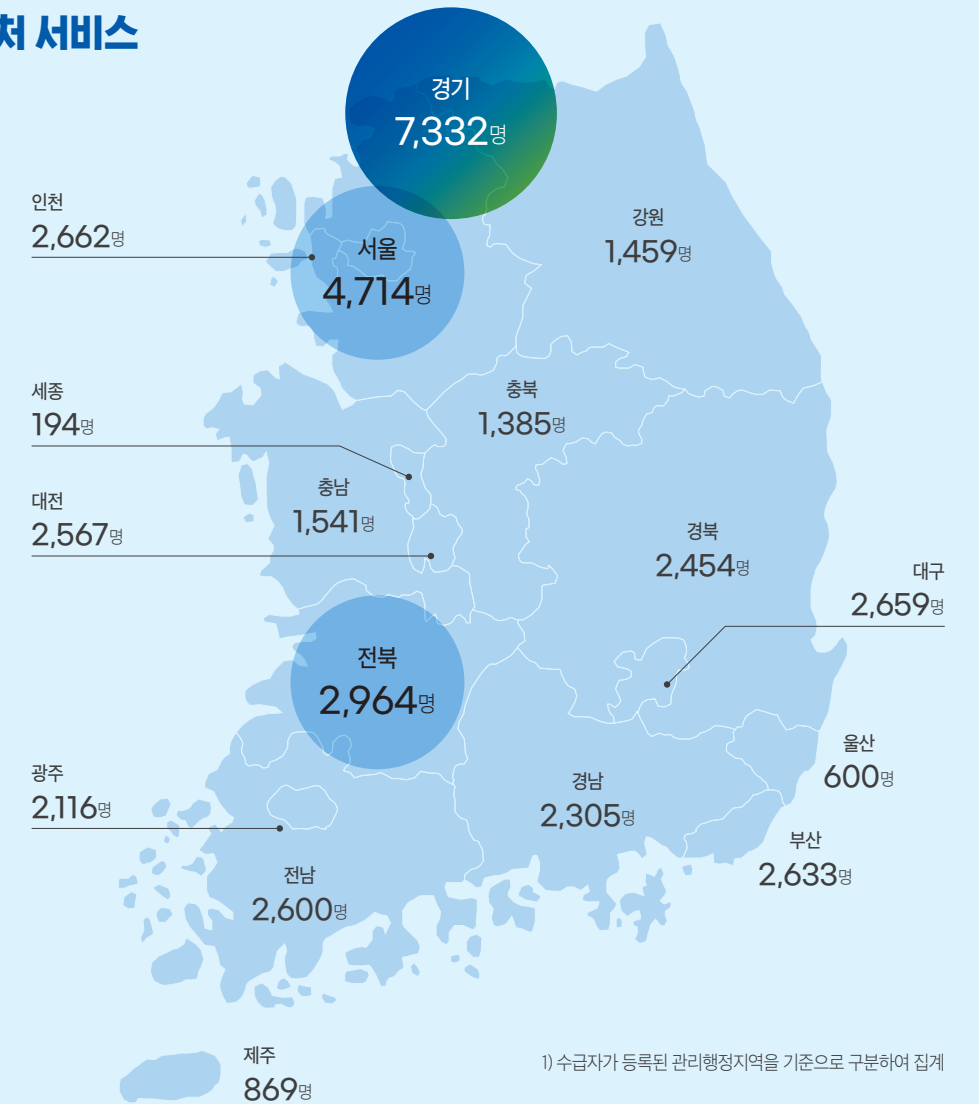 처 서비스
경기
7,332명
인천
2,662명
서울
4,714명
강원
1,459명
세종
194명
충북
1,385명
대전
2,567명
충남
1,541명
경북
2,454명
대구
2,659명
전북
2,964명
광주
2,116명
경남
2,305명
울산
600명
부산
2,633명
전남
2,600명
제주
869명
1) 수급자가 등록된 관리행정지역을 기준으로 구분하여 집계